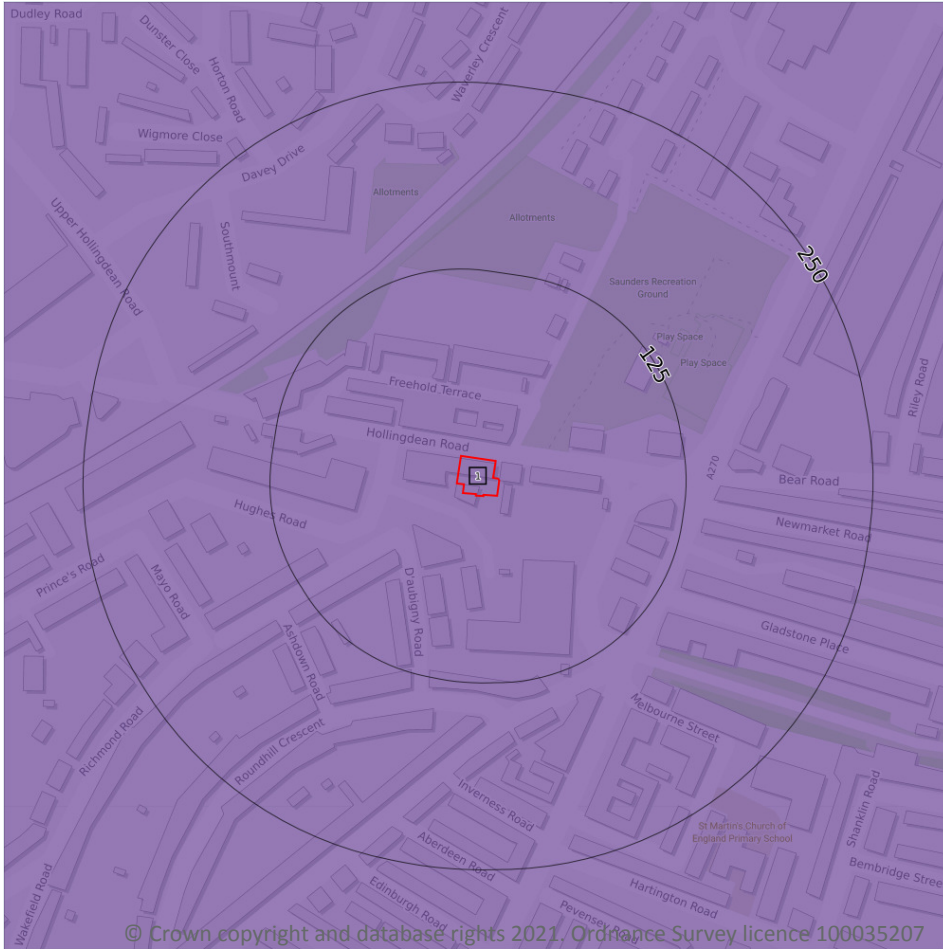 Dudley Road
Dunster Close
Horton Road
Waverley Crescent
Wigmore Close
Davey Drive
Allotments
Allotments
Upper Hollingdean Road
Southmount
250
Saunders Recreation
Ground
Play Space
Play Space
125
Freehold Terrace
Riley Road
Hollingdean Road
A270
1
Bear Road
Newmarket Road
Hughes Road
Prince's Road
Mayo Road
D'aubigny Road
Gladstone Place
Ashdown Road
Melbourne Street
Richmond Road
Roundhill Crescent
Inverness Road
Shanklin Road
St Martin's Church of
England Primary School
Aberdeen Road
Bembridge Stree
Wakefield Road
Edinburgh Road
Hartington Road
Pevensey Road
© Crown copyright and database rights 2021. Ordnance Survey licence 100035207